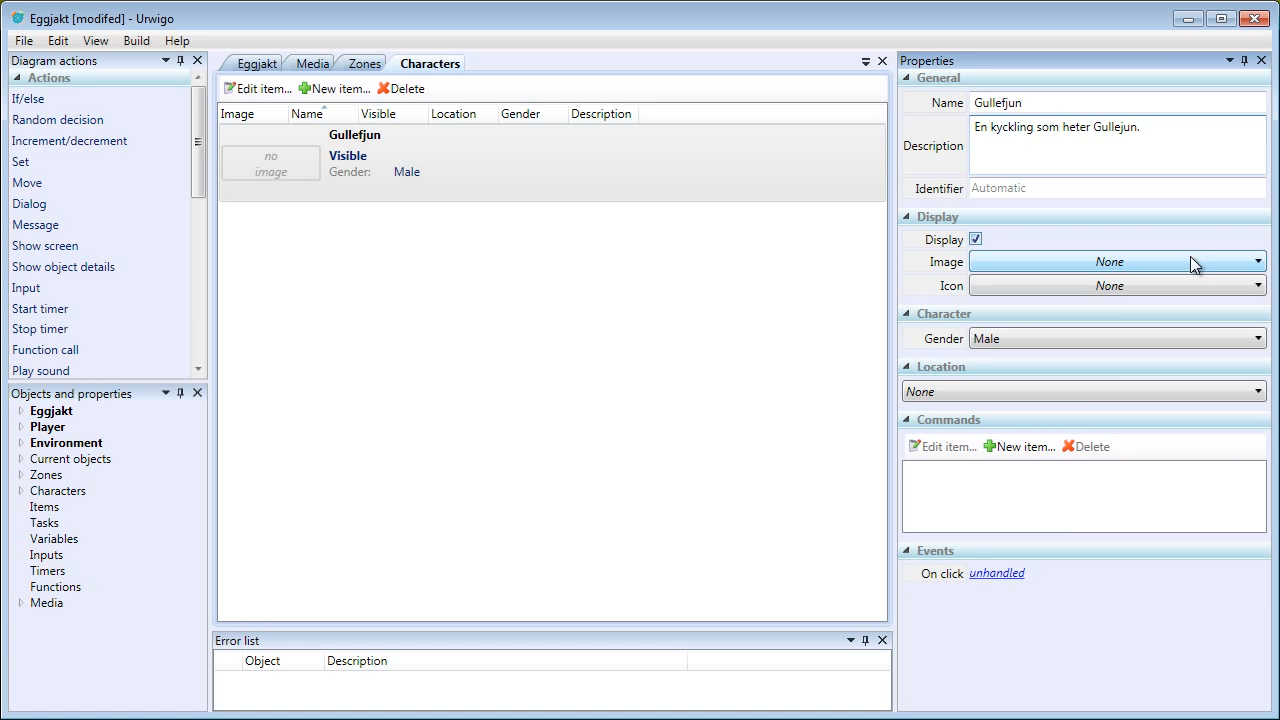 Eggjakt [modifed] - Urwigo
File Edit View Build Help
Diagram actions
Actions
If/else
Random decision
Increment/decrement
Set
Move
Dialog
Message
Show screen
Show object details
Input
Start timer
Stop timer
Function call
Play sound
Objects and properties
Eggjakt
Player
Environment
Current objects
Zones
Characters
Items
Tasks
Variables
Inputs
Timers
Functions
Media
Eggjakt Media Zones Characters
Edit item... New item... Delete
Image Name Visible Location Gender Description
Gullefjun
no image
Visible
Gender: Male
Error list
Object Description
Properties
General
Name Gullefjun
Description En kyckling som heter Gullejun.
Identifier Automatic
Display
Display
Image None
Icon None
Character
Gender Male
Location
None
Commands
Edit item... New item... Delete
Events
On click unhandled